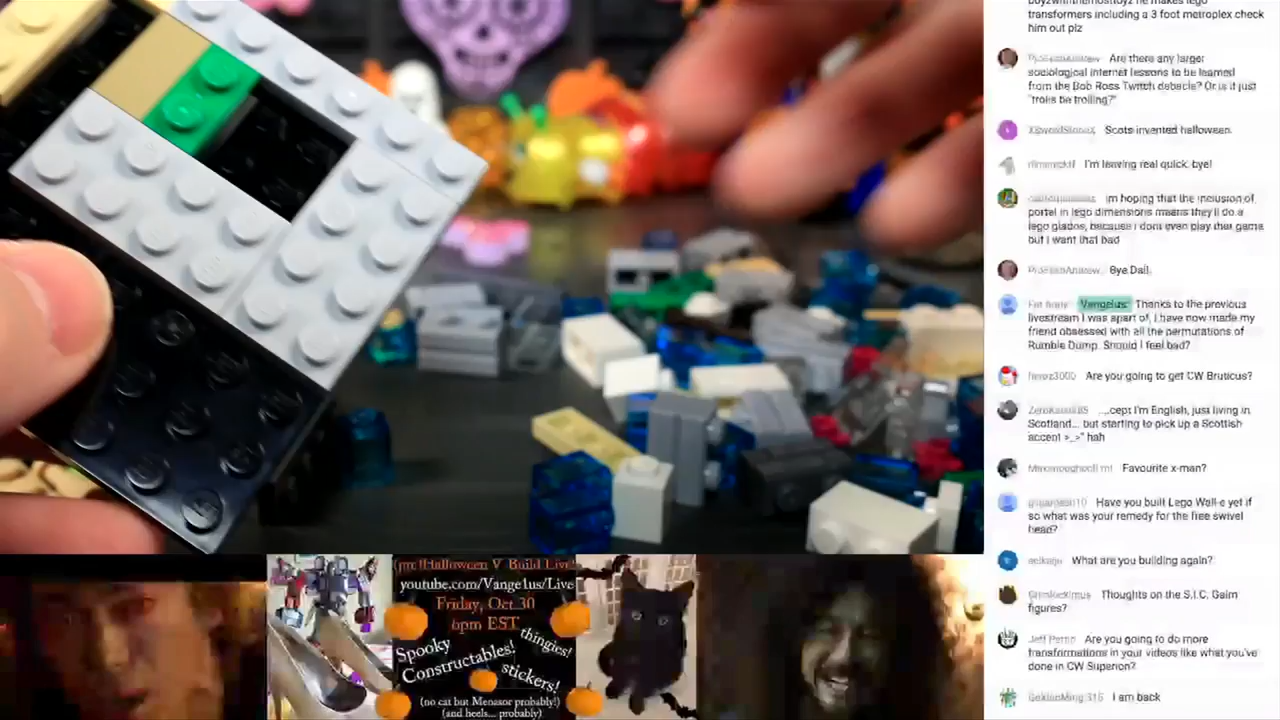 transformers including a 3 foot metroplex check
him out plz
Are there any larger
sociological internet lessons to be learned
from the Bob Ross Twitch debacle? Or is it just
"trolls be trolling?"
Scots invented halloween.
I'm leaving real quick, bye!
im hoping that the inclusion of
portal in lego dimensions means they'll do a
lego glados, because i dont even play that game
but i want that bad
Bye Dail
Vangelus: Thanks to the previous
livestream I was apart of, I have now made my
friend obsessed with all the permutations of
Rumble Dump. Should I feel bad?
Are you going to get CW Bruticus?
....cept I'm English, just living in
Scotland... but starting to pick up a Scottish
accent >_>" hah
Favourite x-man?
Have you built Lego Wall-e yet if
so what was your remedy for the free swivel
head?
What are you building again?
Thoughts on the S.I.C. Gaim
figures?
Are you going to do more
transformations in your videos like what you've
done in CW Superion?
I am back
Halloween V Build Live!
youtube.com/Vange1us/Live
Friday, Oct 30
6pm EST
Spooky
Constructables!
thingies!
stickers!
(no cat but Menasor probably!)
(and heels... probably)